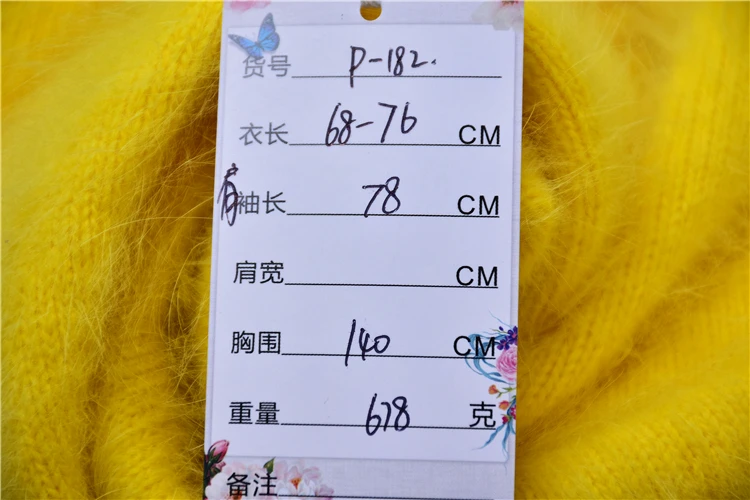 货号 P-182.
衣长 68-76 CM
肩袖长 78 CM
肩宽 CM
胸围 140 CM
重量 678 克
备注